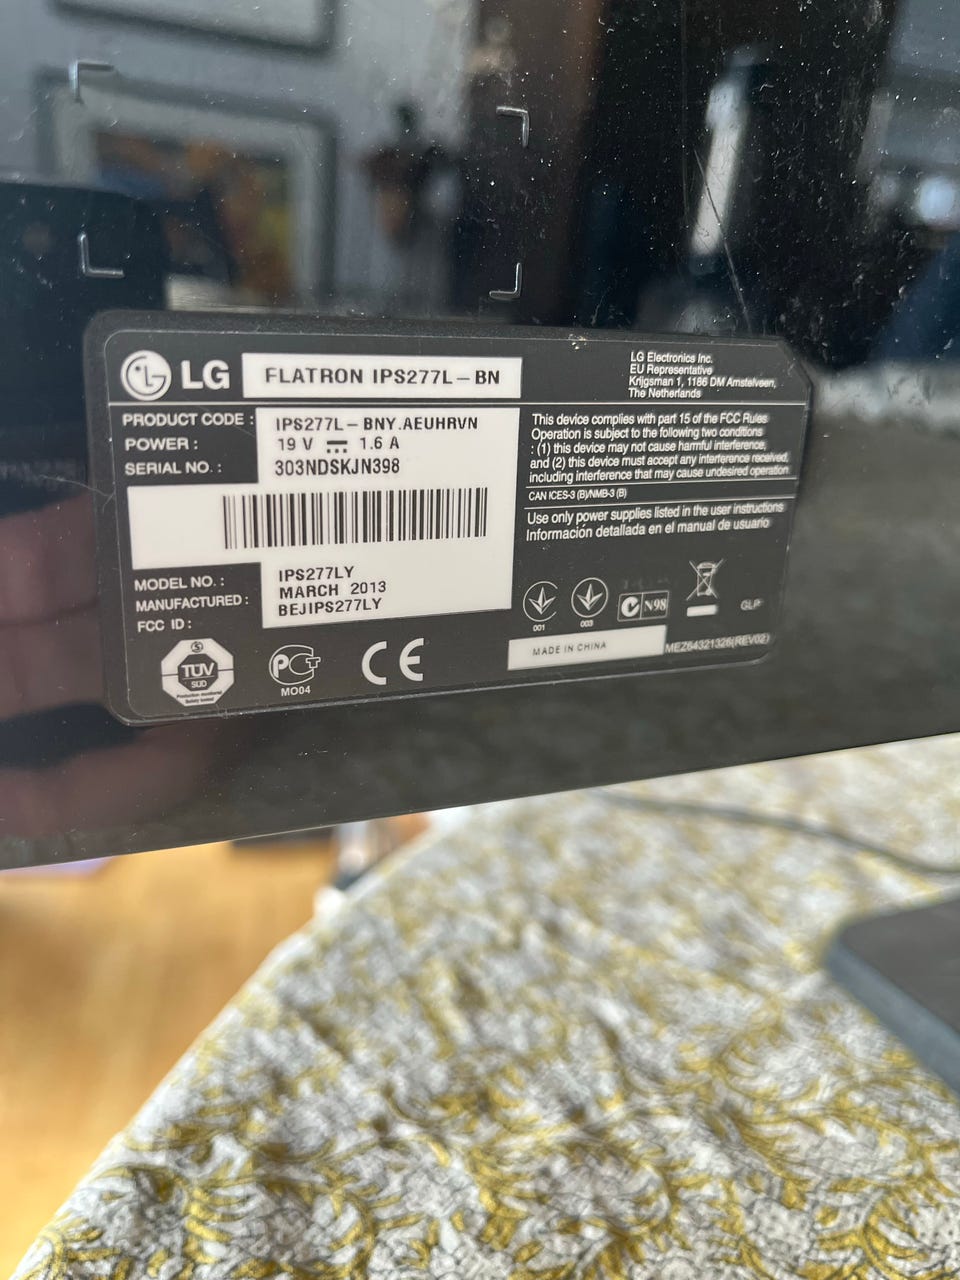 LG FLATRON IPS277L-BN
LG Electronics Inc.
EU Representative
Krijgsman 1, 1186 DM Amstelveen,
The Netherlands
PRODUCT CODE : IPS277L-BNY.AEUHRVN
POWER : 19 V 1.6 A
SERIAL NO. : 303NDSKJN398
MODEL NO. : IPS277LY
MANUFACTURED : MARCH 2013
FCC ID : BEJIPS277LY
This device complies with part 15 of the FCC Rules
Operation is subject to the following two conditions
: (1) this device may not cause harmful interference,
and (2) this device must accept any interference received,
including interference that may cause undesired operation
CAN ICES-3 (B)/NMB-3 (B)
Use only power supplies listed in the user instructions
Información detallada en el manual de usuario
001
003
N98
GLP
MADE IN CHINA
MEZ64321326(REV02)
TÜV
SÜD
Production monitored
Safety tested
PCT
MO04
CE